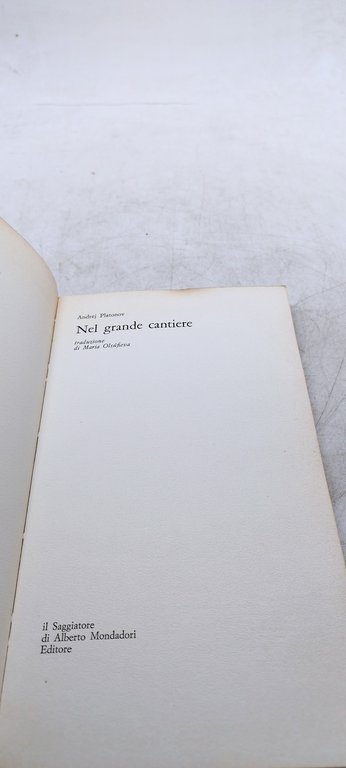 Andrej Platonov
Nel grande cantiere
traduzione
di Maria Olsúfieva
il Saggiatore
di Alberto Mondadori
Editore